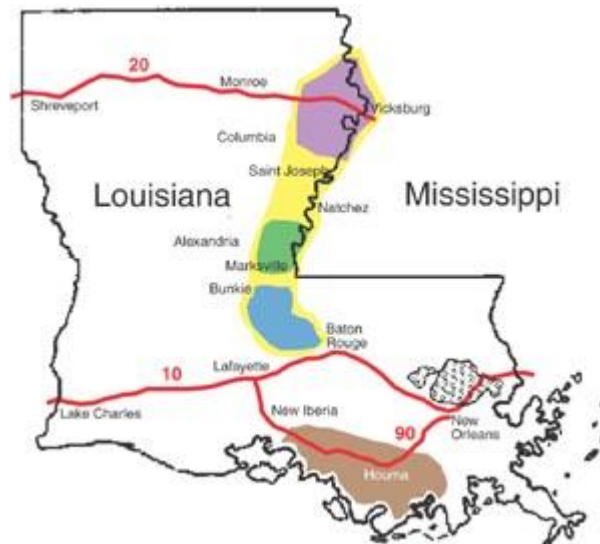 20
Monroe
Shreveport
Vicksburg
Columbia
Saint Joseph
Louisiana
Mississippi
Natchez
Alexandria
Marksville
Bunkie
Baton
Rouge
Lafayette
10
Lake Charles
New Iberia
90
New
Orleans
Houma